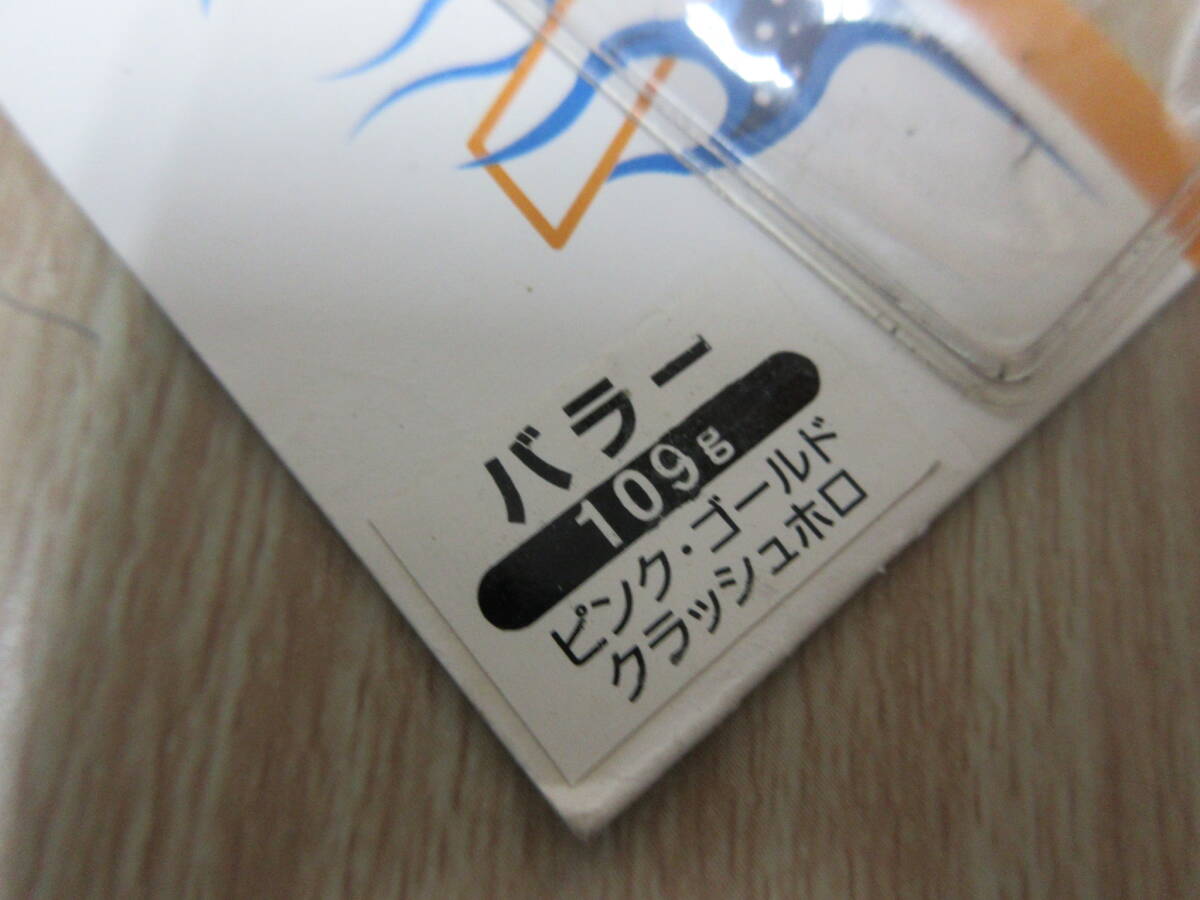 バラー
109g
ピンク・ゴールド
クラッシュホロ